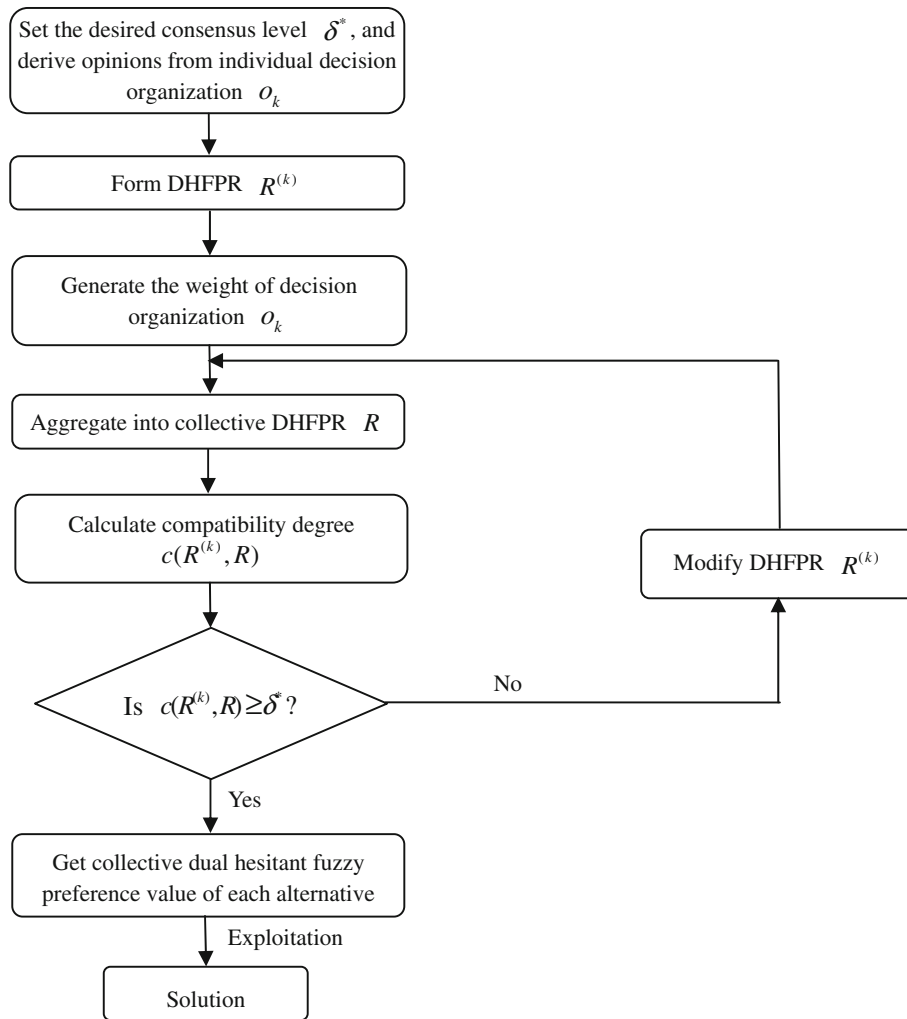 Set the desired consensus level δ*, and
derive opinions from individual decision
organization o_k
Form DHFPR R^(k)
Generate the weight of decision
organization o_k
Aggregate into collective DHFPR R
Calculate compatibility degree
c(R^(k), R)
Modify DHFPR R^(k)
No
Is c(R^(k), R) ≥ δ*?
Yes
Get collective dual hesitant fuzzy
preference value of each alternative
Exploitation
Solution